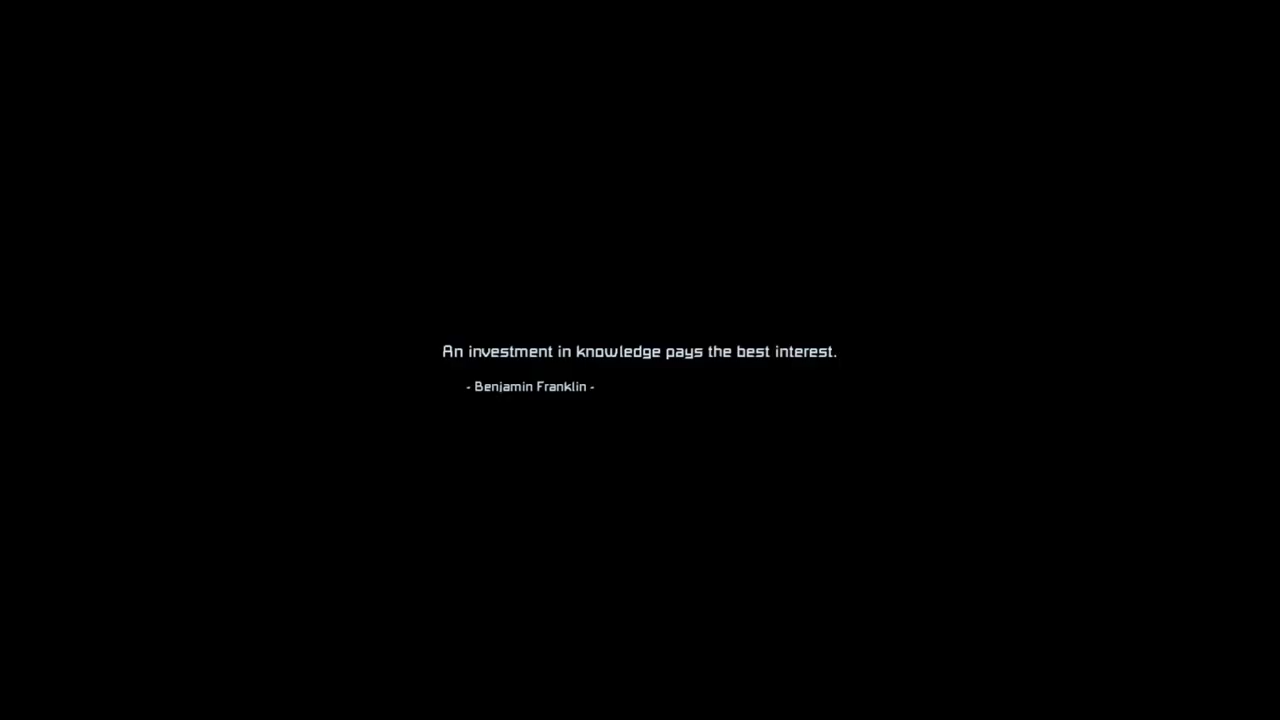 An investment in knowledge pays the best interest.
- Benjamin Franklin -